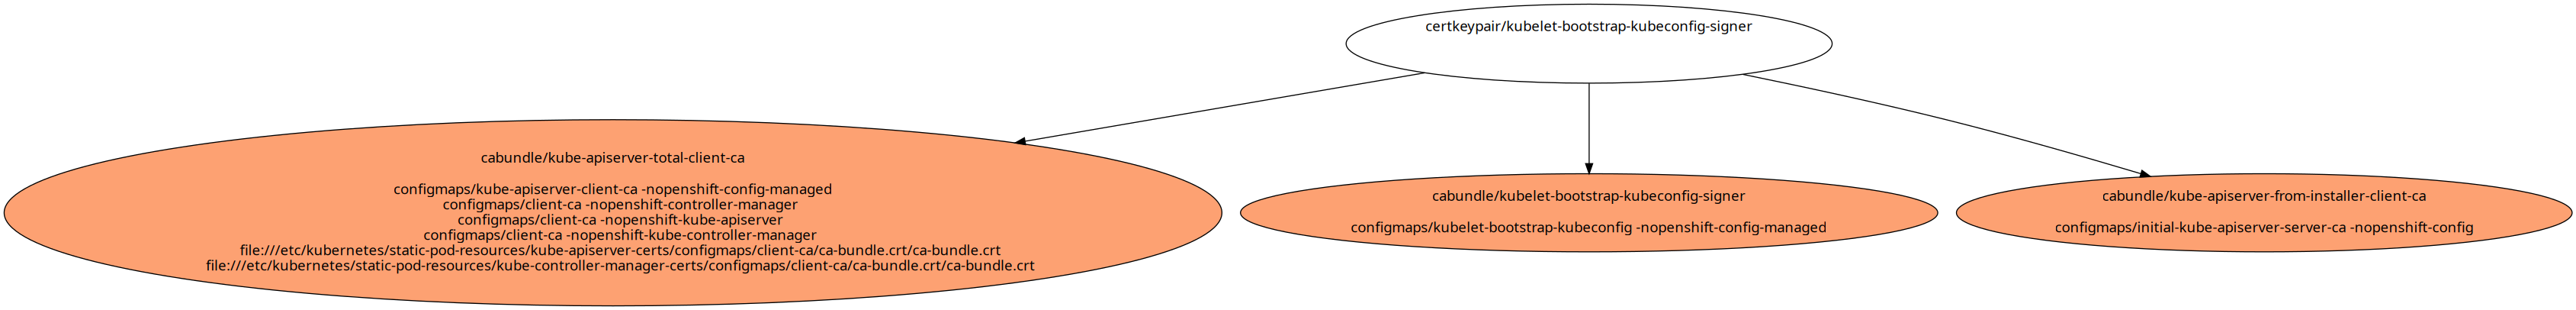 certkeypair/kubelet-bootstrap-kubeconfig-signer
cabundle/kube-apiserver-total-client-ca
configmaps/kube-apiserver-client-ca -nopenshift-config-managed
configmaps/client-ca -nopenshift-controller-manager
configmaps/client-ca -nopenshift-kube-apiserver
configmaps/client-ca -nopenshift-kube-controller-manager
file:///etc/kubernetes/static-pod-resources/kube-apiserver-certs/configmaps/client-ca/ca-bundle.crt/ca-bundle.crt
file:///etc/kubernetes/static-pod-resources/kube-controller-manager-certs/configmaps/client-ca/ca-bundle.crt/ca-bundle.crt
cabundle/kubelet-bootstrap-kubeconfig-signer
configmaps/kubelet-bootstrap-kubeconfig -nopenshift-config-managed
cabundle/kube-apiserver-from-installer-client-ca
configmaps/initial-kube-apiserver-server-ca -nopenshift-config